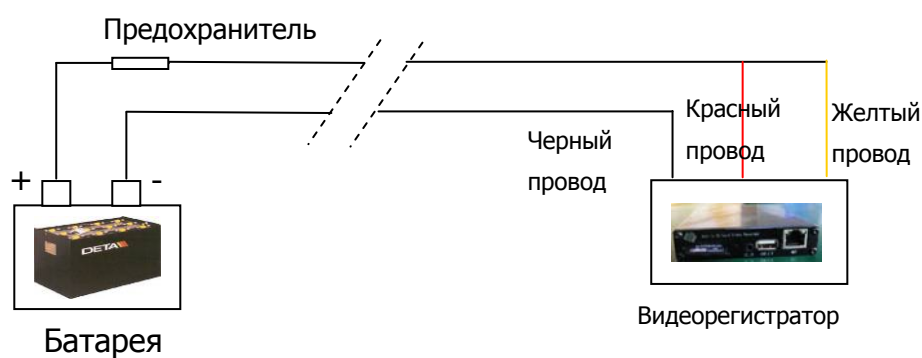 Предохранитель
Красный
провод
Желтый
провод
Черный
провод
+
-
DETA
Видеорегистратор
Батарея